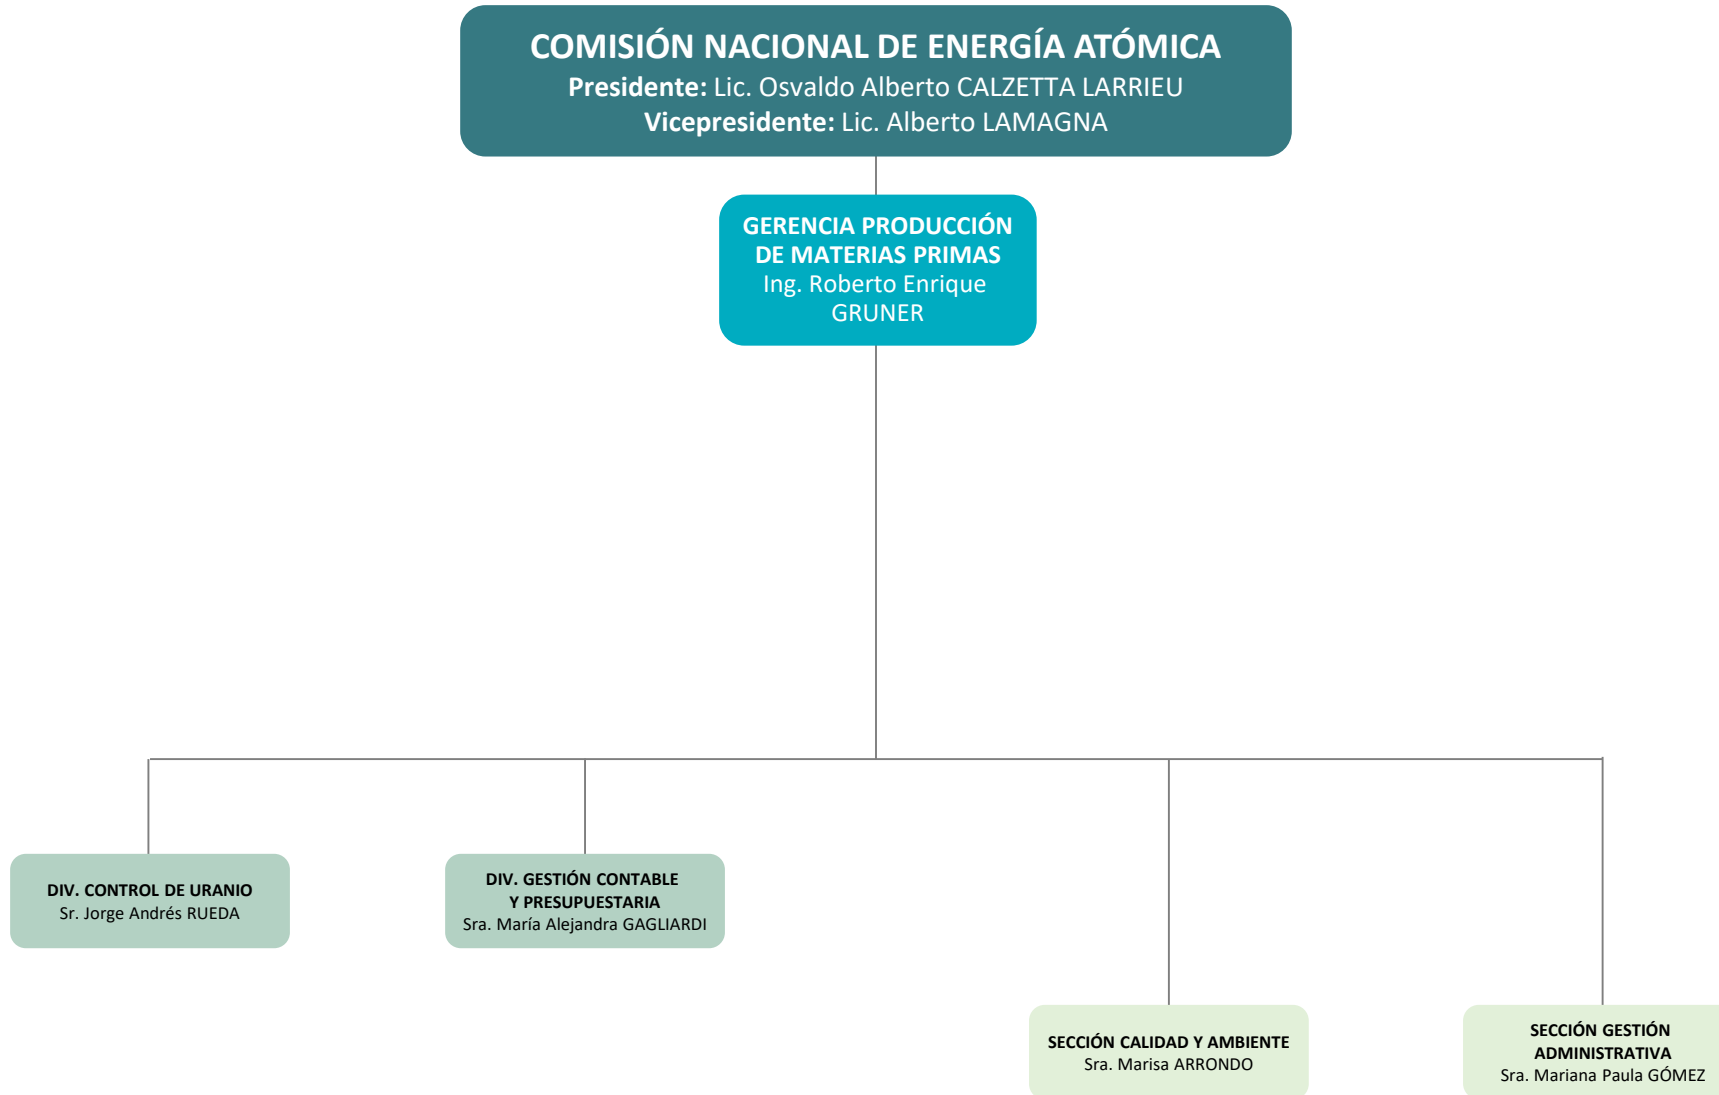 COMISIÓN NACIONAL DE ENERGÍA ATÓMICA
Presidente: Lic. Osvaldo Alberto CALZETTA LARRIEU
Vicepresidente: Lic. Alberto LAMAGNA
GERENCIA PRODUCCIÓN
DE MATERIAS PRIMAS
Ing. Roberto Enrique
GRUNER
DIV. CONTROL DE URANIO
Sr. Jorge Andrés RUEDA
DIV. GESTIÓN CONTABLE
Y PRESUPUESTARIA
Sra. María Alejandra GAGLIARDI
SECCIÓN CALIDAD Y AMBIENTE
Sra. Marisa ARRONDO
SECCIÓN GESTIÓN
ADMINISTRATIVA
Sra. Mariana Paula GÓMEZ